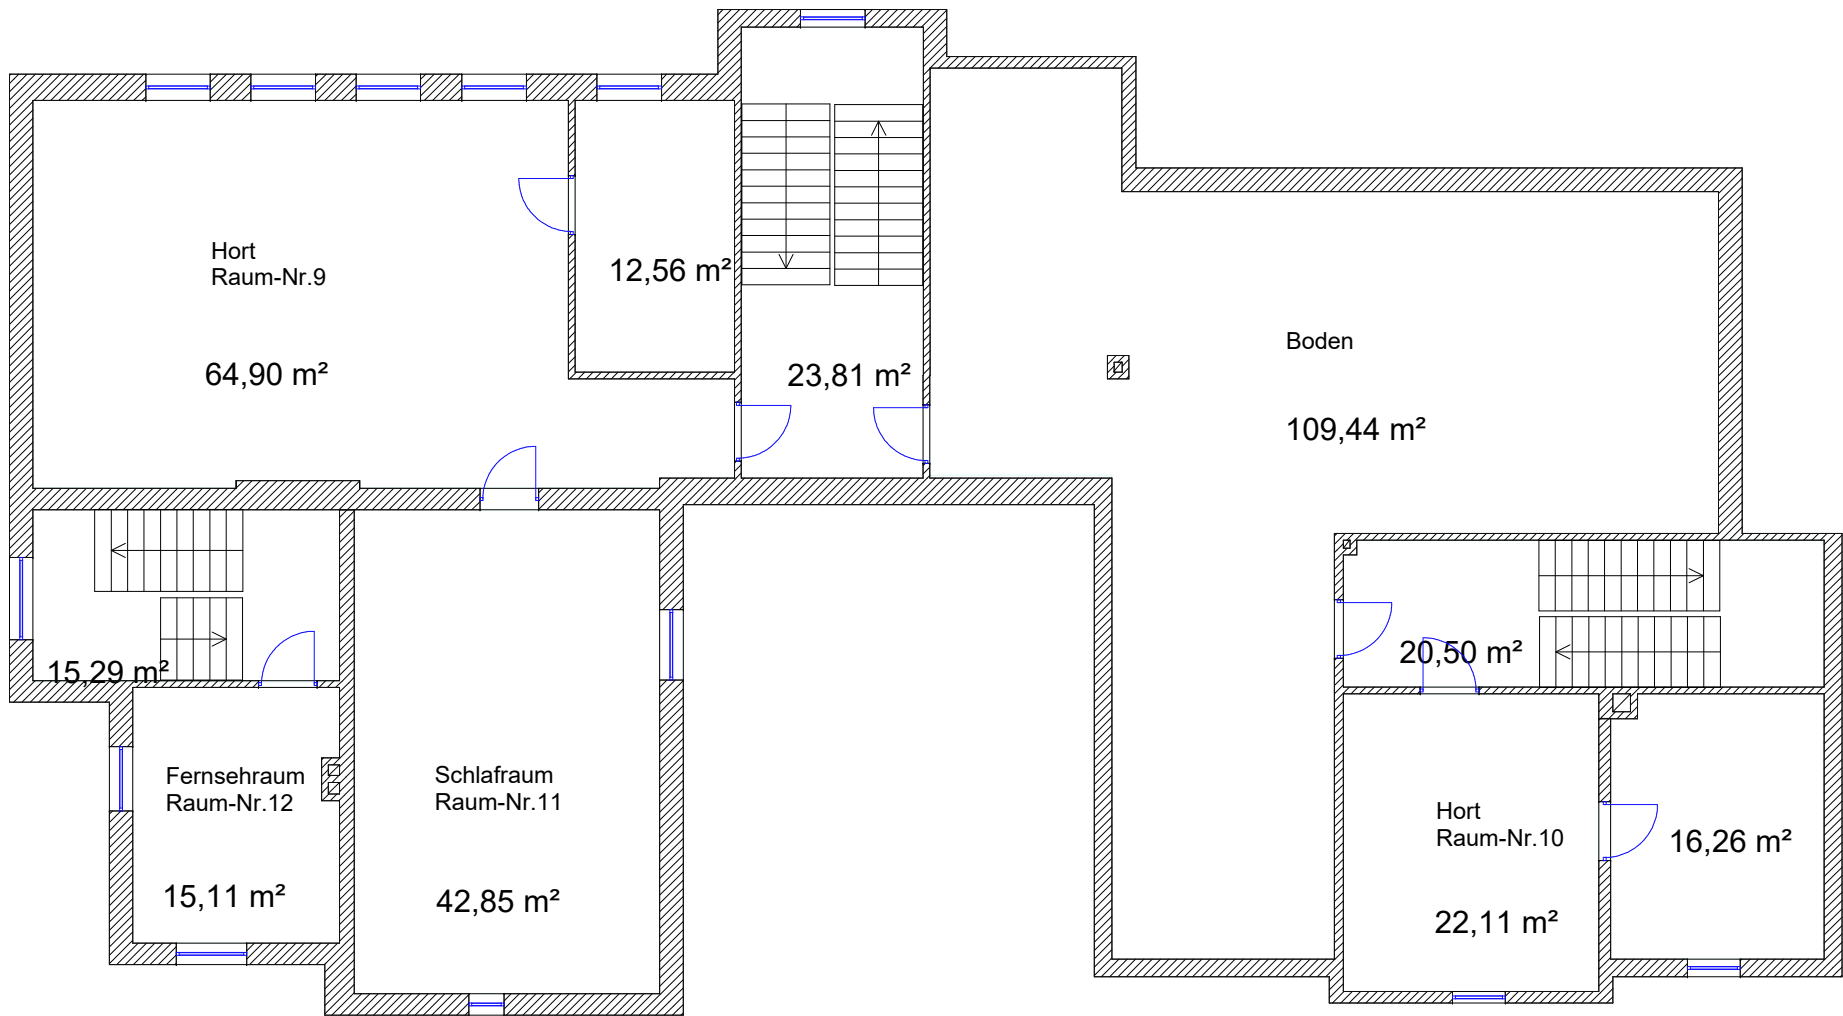 Hort
Raum-Nr.9
64,90 m²
12,56 m²
23,81 m²
Boden
109,44 m²
15,29 m²
Fernsehraum
Raum-Nr.12
15,11 m²
Schlafraum
Raum-Nr.11
42,85 m²
20,50 m²
Hort
Raum-Nr.10
22,11 m²
16,26 m²